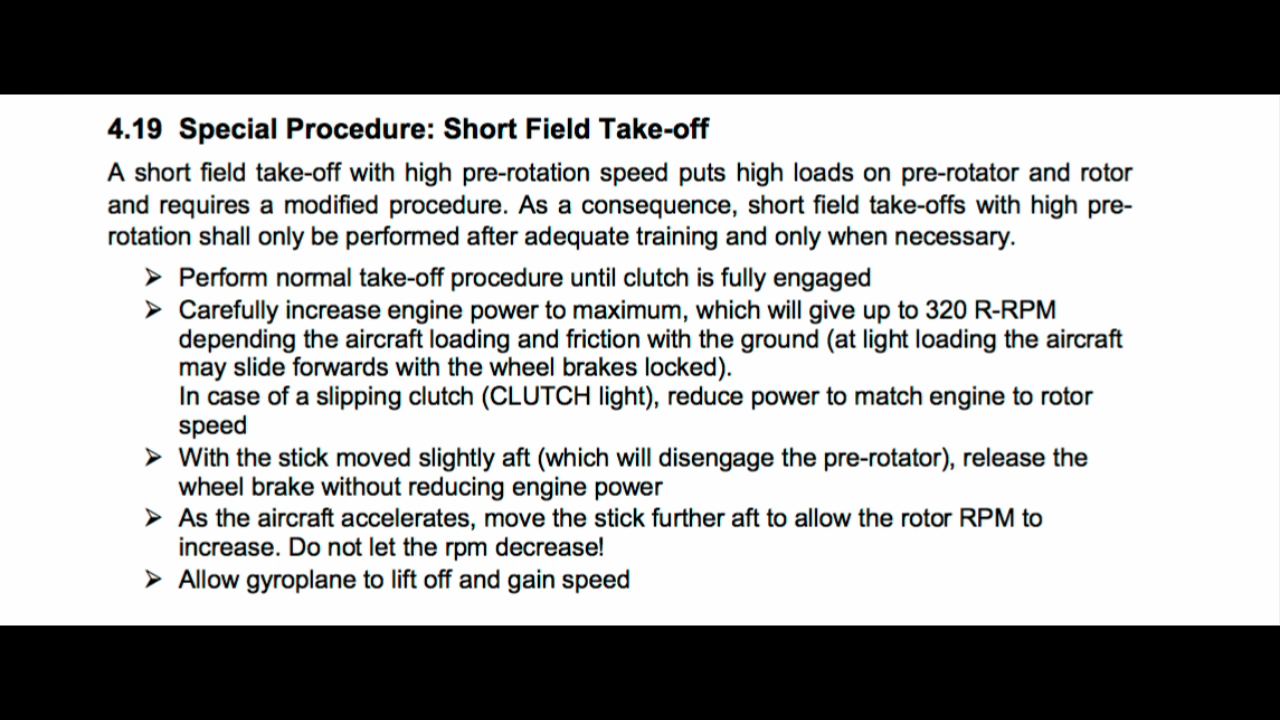 4.19 Special Procedure: Short Field Take-off
A short field take-off with high pre-rotation speed puts high loads on pre-rotator and rotor
and requires a modified procedure. As a consequence, short field take-offs with high pre-
rotation shall only be performed after adequate training and only when necessary.
➢ Perform normal take-off procedure until clutch is fully engaged
➢ Carefully increase engine power to maximum, which will give up to 320 R-RPM
depending the aircraft loading and friction with the ground (at light loading the aircraft
may slide forwards with the wheel brakes locked).
In case of a slipping clutch (CLUTCH light), reduce power to match engine to rotor
speed
➢ With the stick moved slightly aft (which will disengage the pre-rotator), release the
wheel brake without reducing engine power
➢ As the aircraft accelerates, move the stick further aft to allow the rotor RPM to
increase. Do not let the rpm decrease!
➢ Allow gyroplane to lift off and gain speed